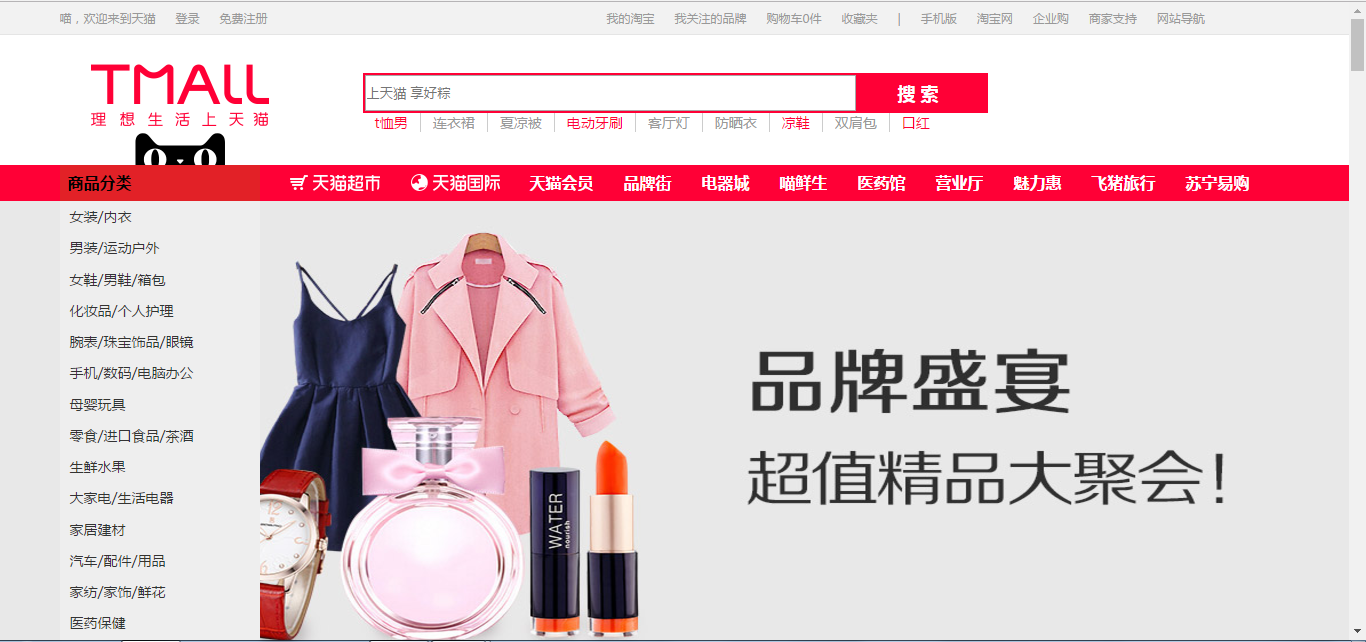 喵，欢迎来到天猫 登录 免费注册 我的淘宝 我关注的品牌 购物车0件 收藏夹 | 手机版 淘宝网 企业购 商家支持 网站导航
TMALL
理想生活上天猫
上天猫 享好粽 搜 索
t恤男 连衣裙 夏凉被 电动牙刷 客厅灯 防晒衣 凉鞋 双肩包 口红
商品分类 天猫超市 天猫国际 天猫会员 品牌街 电器城 喵鲜生 医药馆 营业厅 魅力惠 飞猪旅行 苏宁易购
女装/内衣
男装/运动户外
女鞋/男鞋/箱包
化妆品/个人护理
腕表/珠宝饰品/眼镜
手机/数码/电脑办公
母婴玩具
零食/进口食品/茶酒
生鲜水果
大家电/生活电器
家居建材
汽车/配件/用品
家纺/家饰/鲜花
医药保健
品牌盛宴
超值精品大聚会！
WATER
nourish